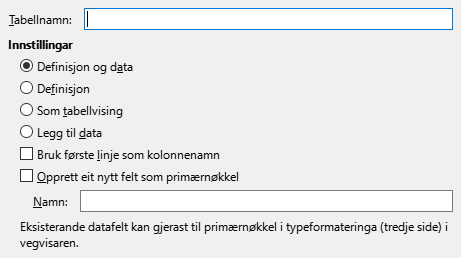 Tabellnamn:
Innstillingar
Definisjon og data
Definisjon
Som tabellvising
Legg til data
Bruk første linje som kolonnenamn
Opprett eit nytt felt som primærnøkkel
Namn:
Eksisterande datafelt kan gjerast til primærnøkkel i typeformateringa (tredje side) i
vegvisaren.